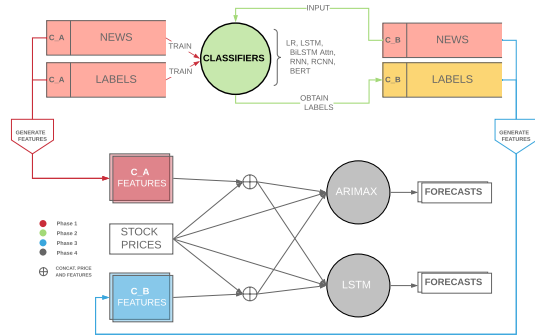 INPUT
C_A NEWS
TRAIN
CLASSIFIERS
LR, LSTM,
BiLSTM Attn,
RNN, RCNN,
BERT
C_B NEWS
C_A LABELS
TRAIN
OBTAIN
LABELS
C_B LABELS
GENERATE
FEATURES
GENERATE
FEATURES
C_A
FEATURES
STOCK
PRICES
C_B
FEATURES
ARIMAX
FORECASTS
LSTM
FORECASTS
Phase 1
Phase 2
Phase 3
Phase 4
CONCAT. PRICE
AND FEATURES